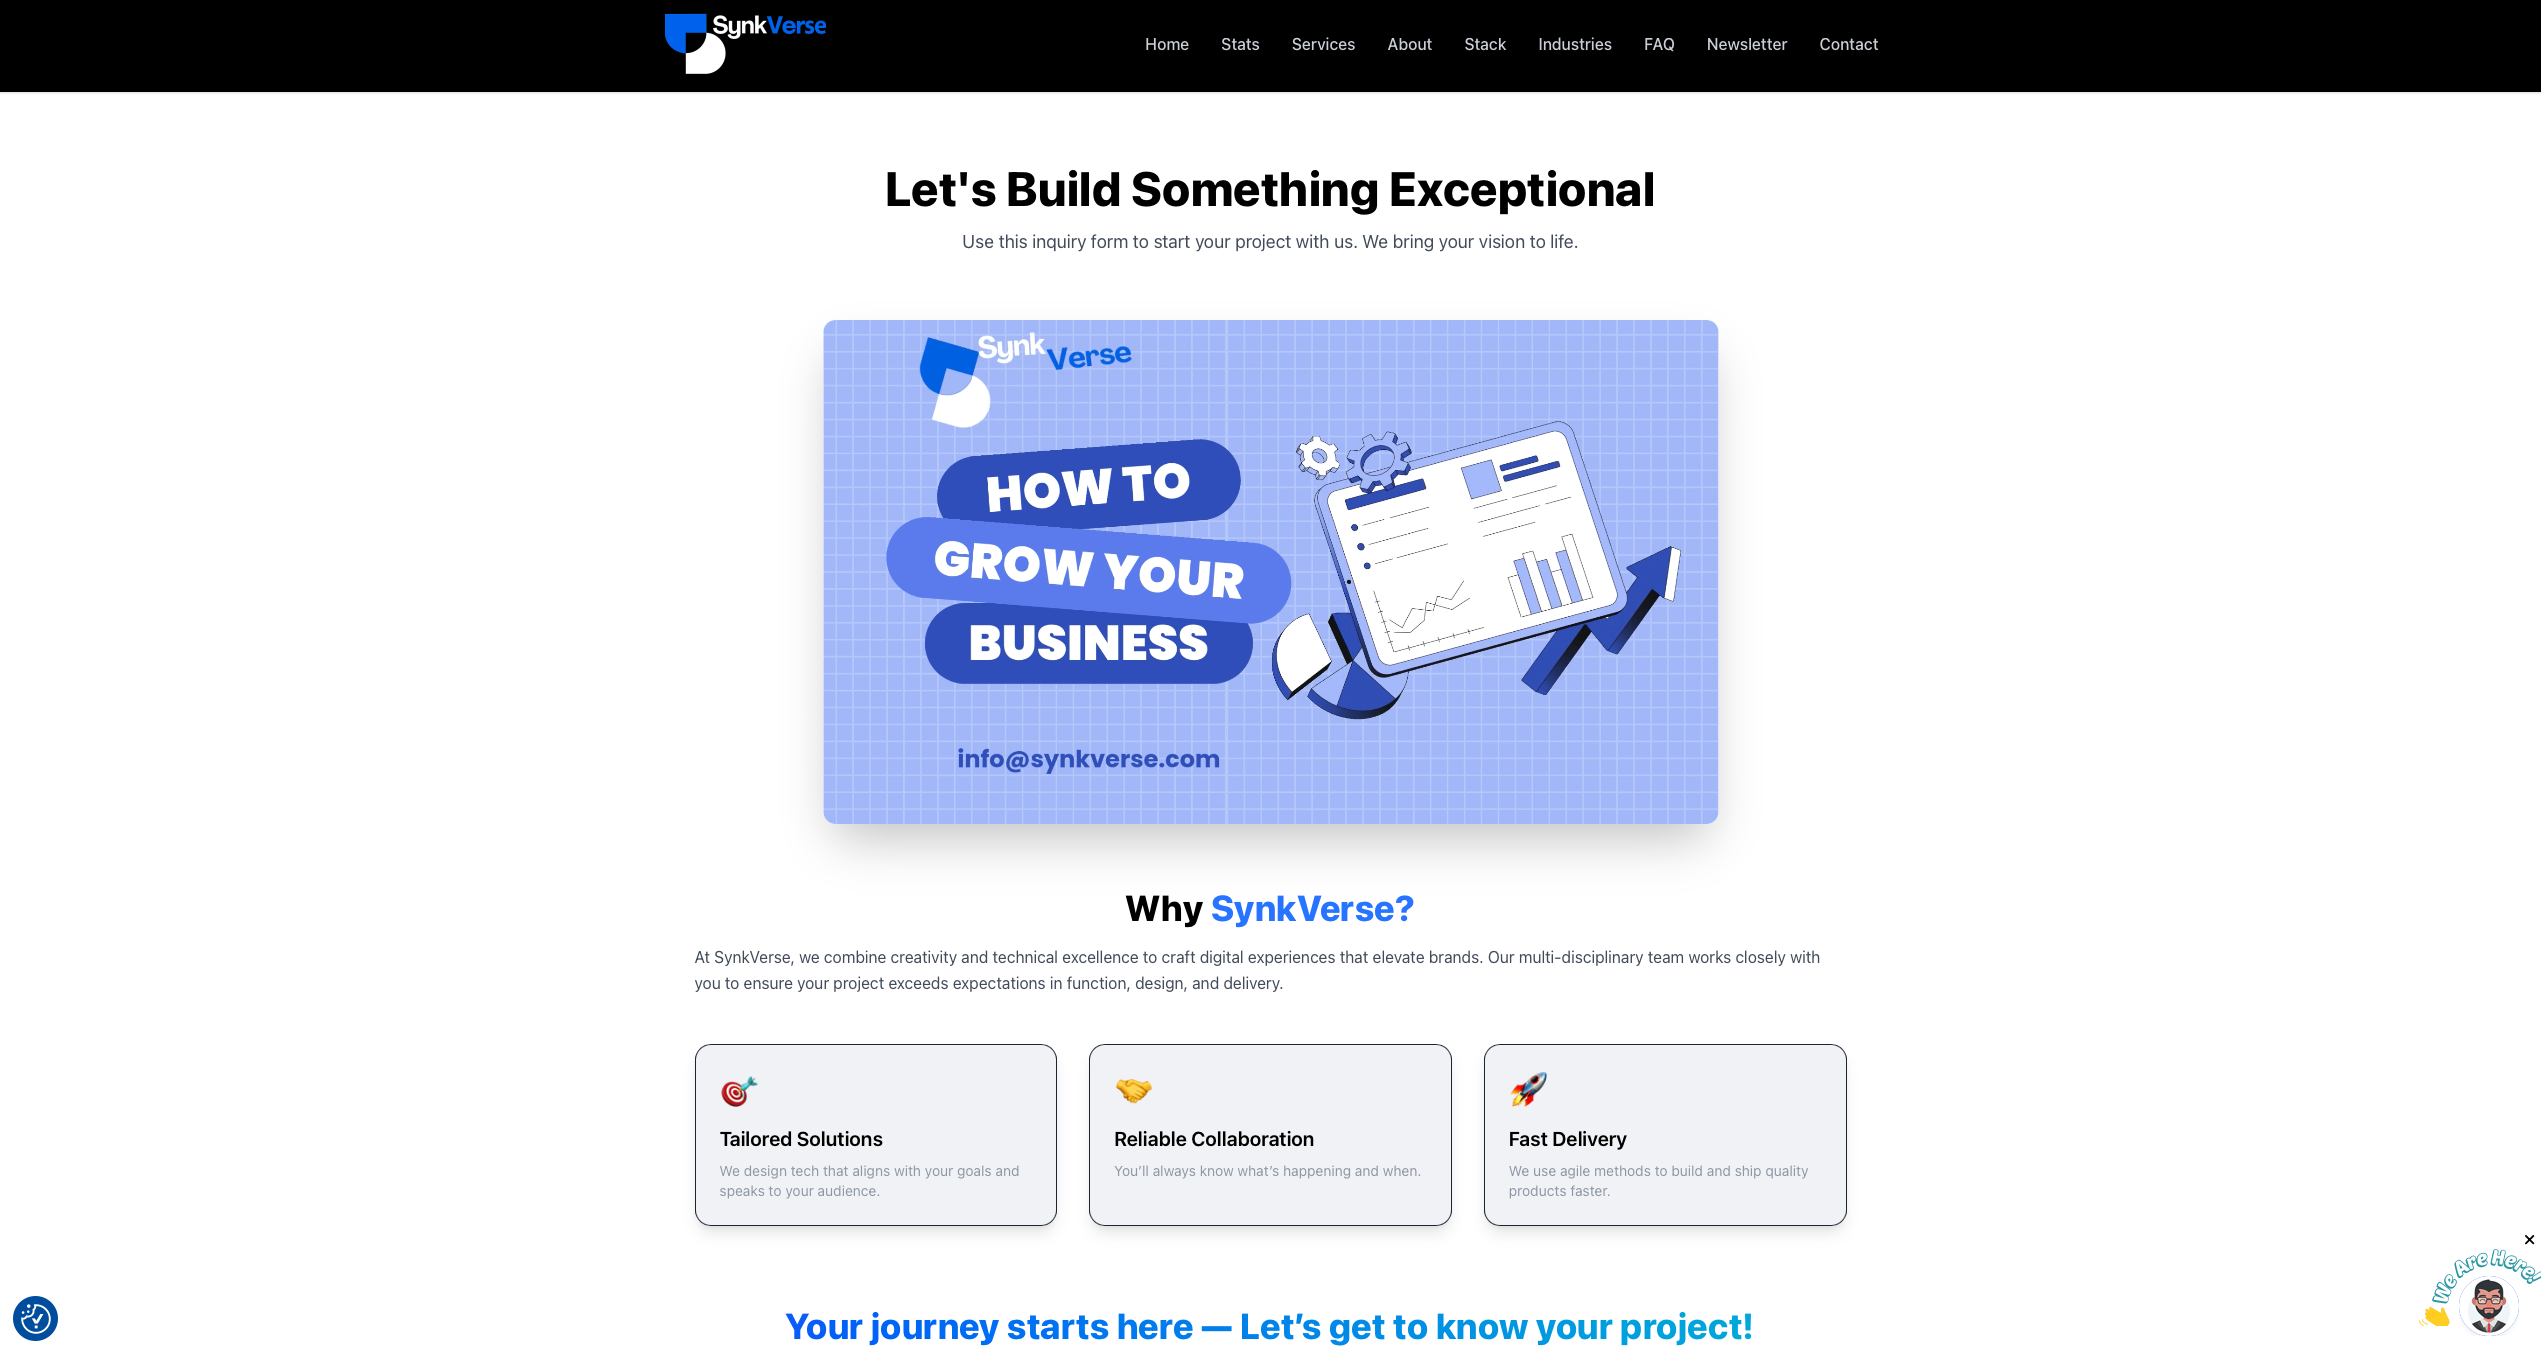 SynkVerse
Home Stats Services About Stack Industries FAQ Newsletter Contact
Let's Build Something Exceptional
Use this inquiry form to start your project with us. We bring your vision to life.
SynkVerse
HOW TO
GROW YOUR
BUSINESS
info@synkverse.com
Why SynkVerse?
At SynkVerse, we combine creativity and technical excellence to craft digital experiences that elevate brands. Our multi-disciplinary team works closely with
you to ensure your project exceeds expectations in function, design, and delivery.
Tailored Solutions
We design tech that aligns with your goals and
speaks to your audience.
Reliable Collaboration
You’ll always know what’s happening and when.
Fast Delivery
We use agile methods to build and ship quality
products faster.
We Are Here!
Your journey starts here — Let’s get to know your project!